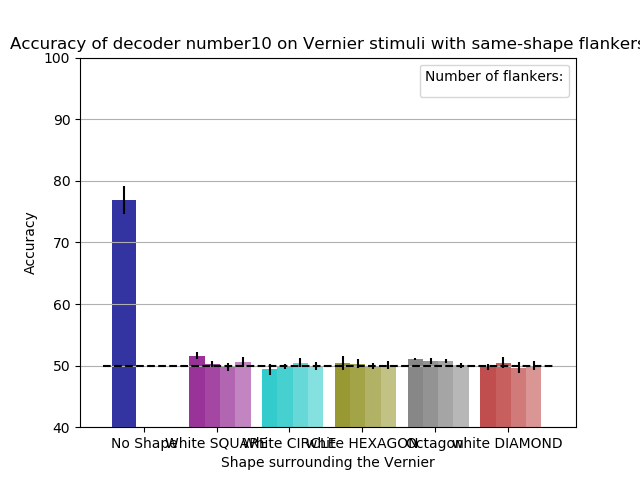 Accuracy of decoder number10 on Vernier stimuli with same-shape flankers
Number of flankers:
100
90
80
70
60
50
40
Accuracy
No Shape
White SQUARE
White CIRCLE
White HEXAGON
Octagon
white DIAMOND
Shape surrounding the Vernier